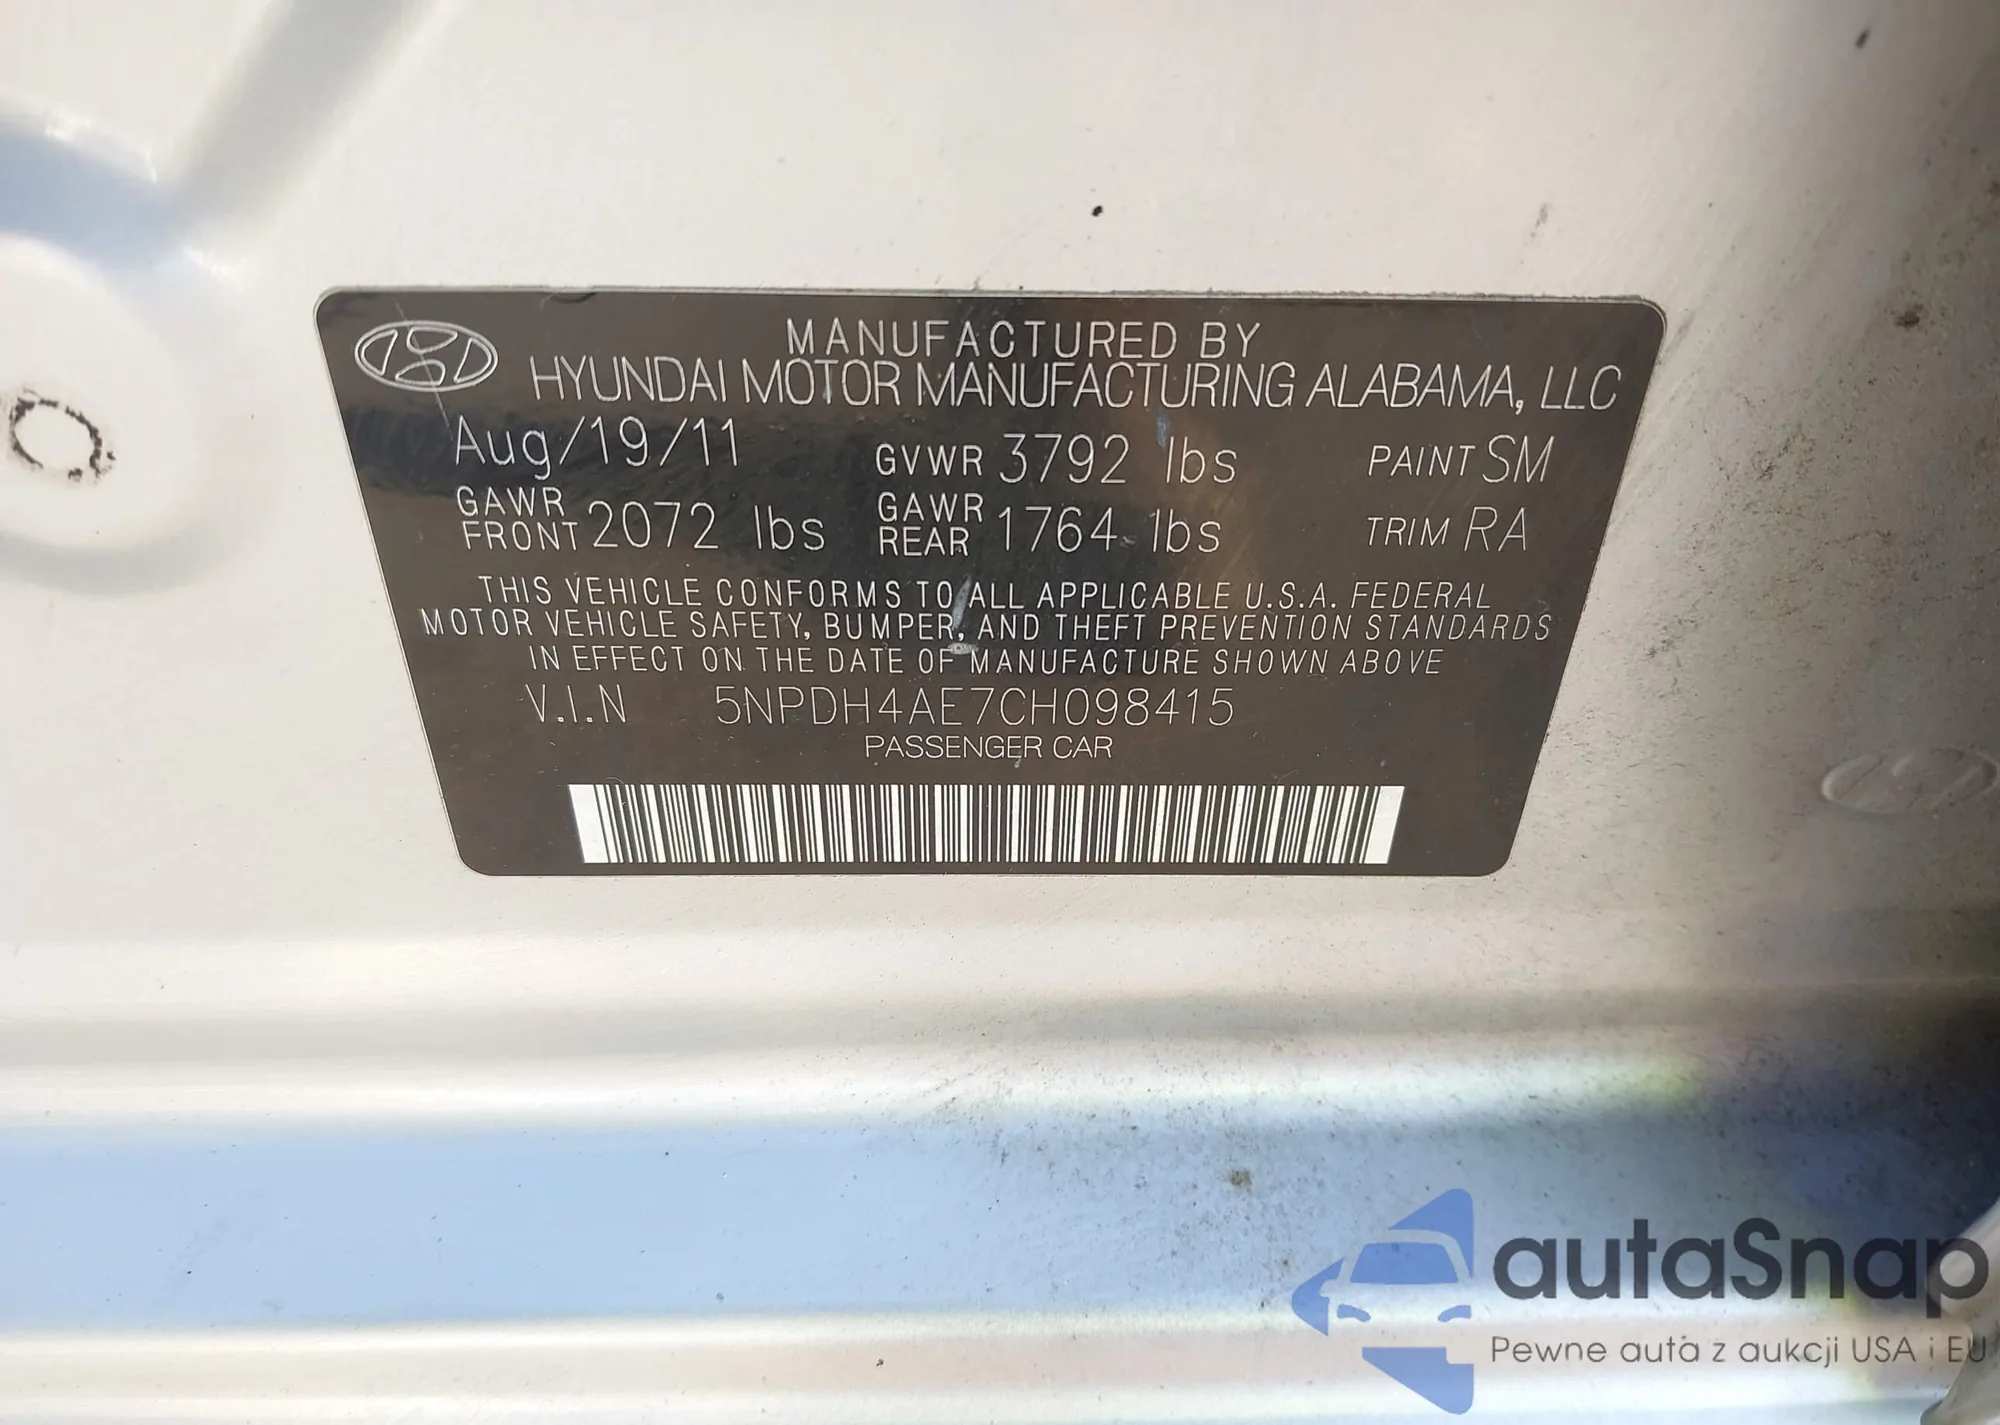 MANUFACTURED BY
HYUNDAI MOTOR MANUFACTURING ALABAMA, LLC
Aug/19/11 GVWR 3792 lbs PAINT SM
GAWR FRONT 2072 lbs GAWR REAR 1764 lbs TRIM RA
THIS VEHICLE CONFORMS TO ALL APPLICABLE U.S.A. FEDERAL
MOTOR VEHICLE SAFETY, BUMPER, AND THEFT PREVENTION STANDARDS
IN EFFECT ON THE DATE OF MANUFACTURE SHOWN ABOVE
V.I.N 5NPDH4AE7CH098415
PASSENGER CAR
autaSnap
Pewne auta z aukcji USA i EU